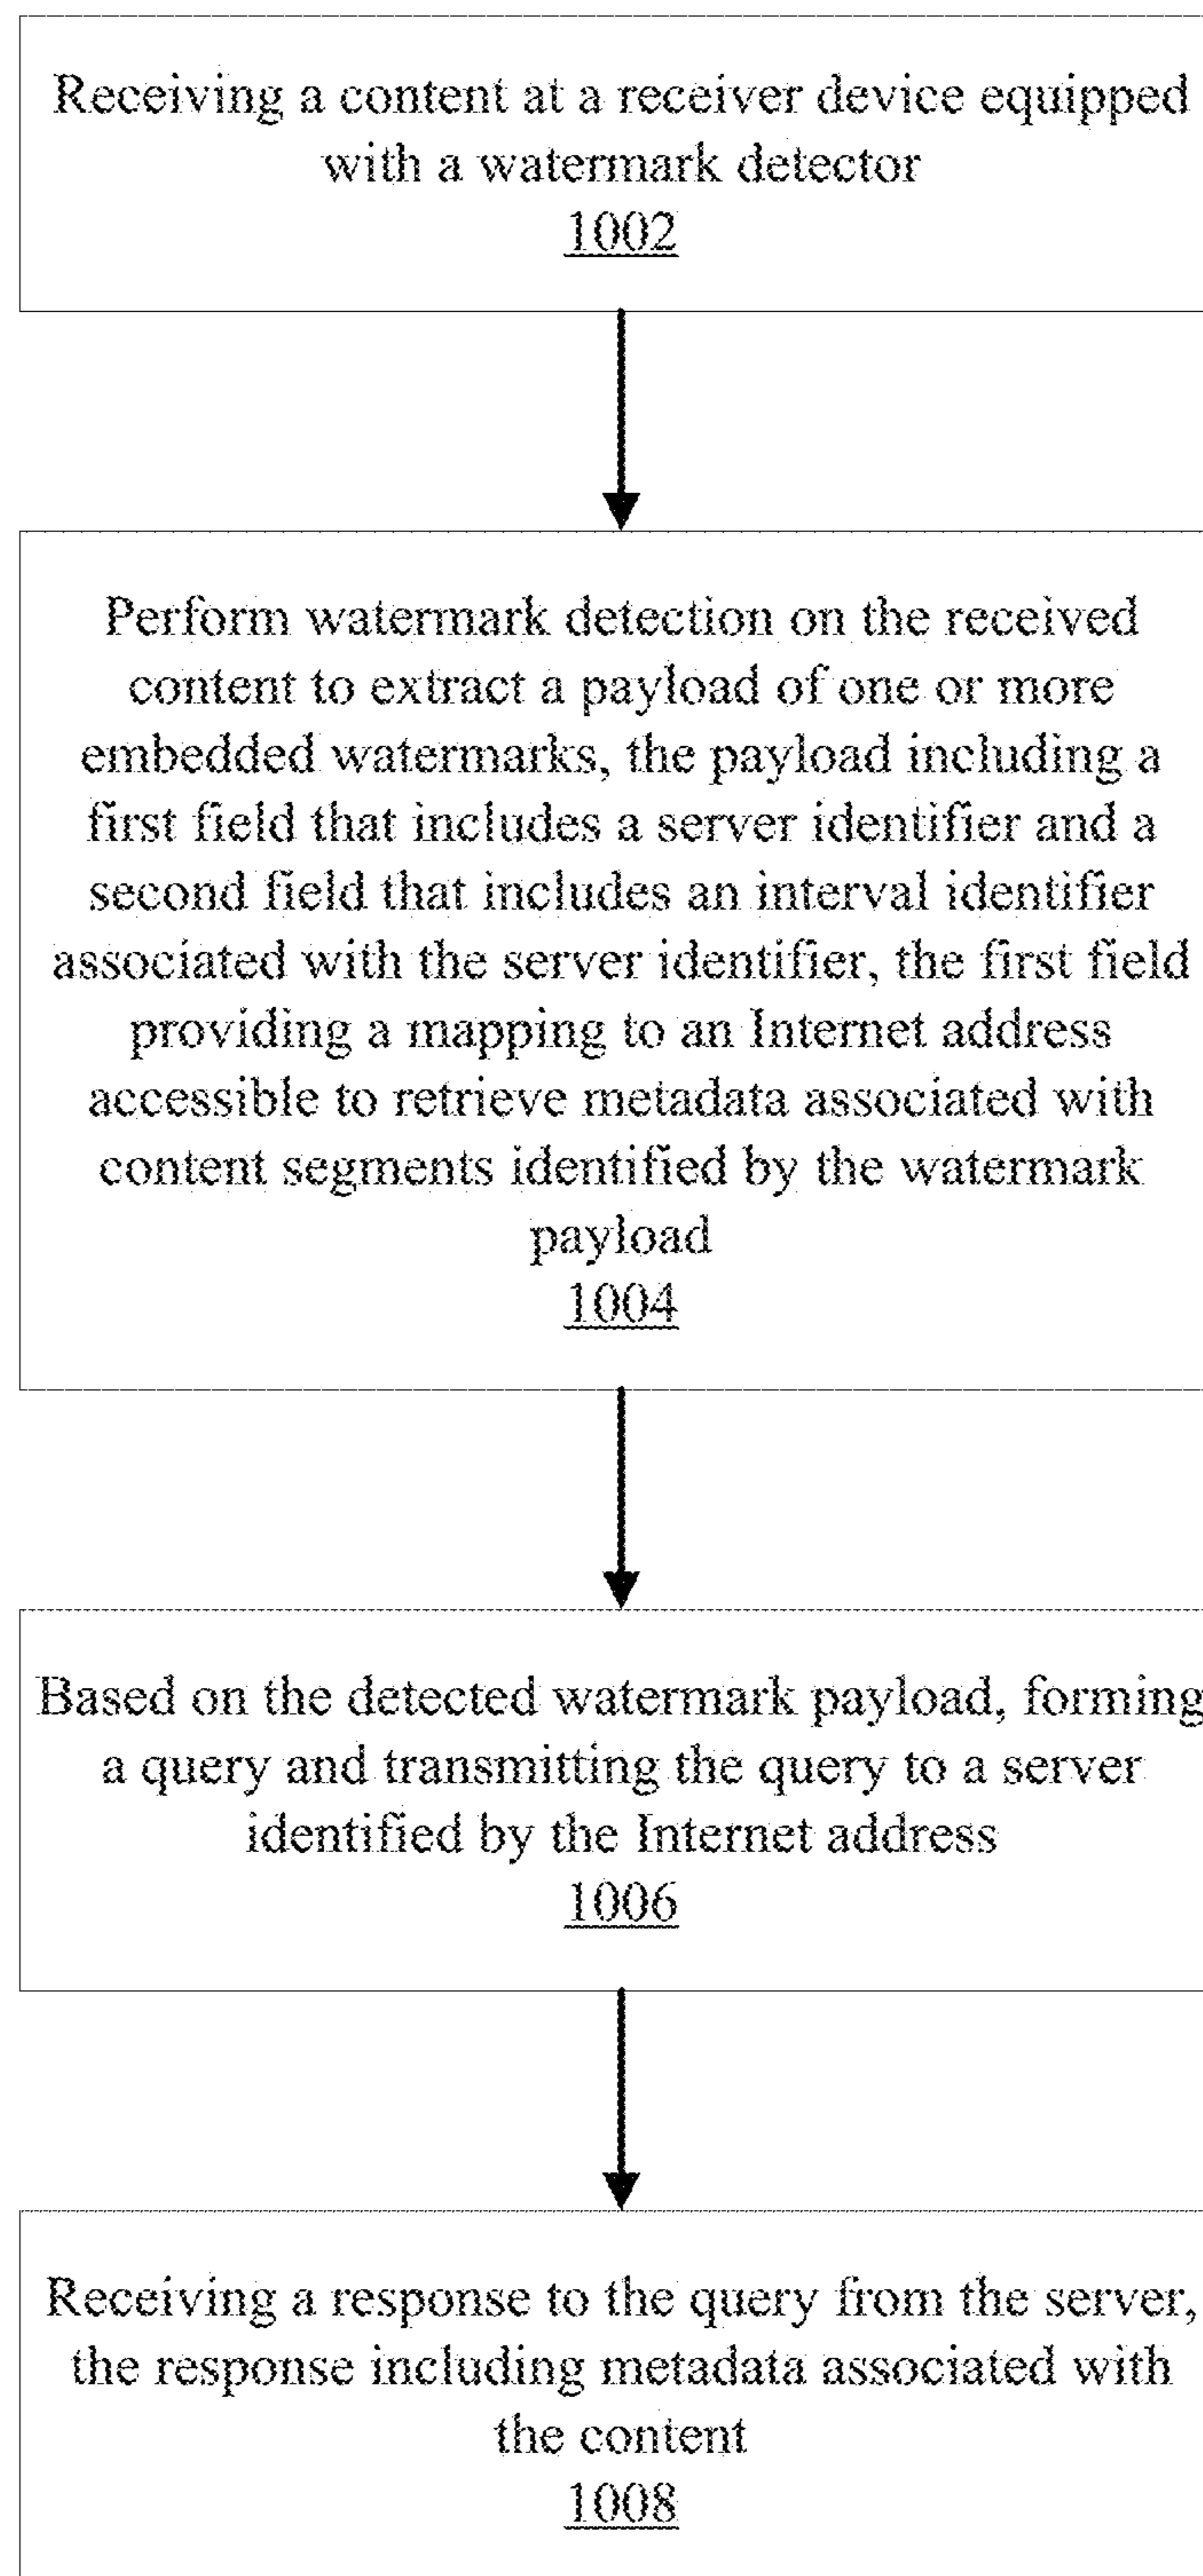 Receiving a content at a receiver device equipped
with a watermark detector
1002
Perform watermark detection on the received
content to extract a payload of one or more
embedded watermarks, the payload including a
first field that includes a server identifier and a
second field that includes an interval identifier
associated with the server identifier, the first field
providing a mapping to an Internet address
accessible to retrieve metadata associated with
content segments identified by the watermark
payload
1004
Based on the detected watermark payload, forming
a query and transmitting the query to a server
identified by the Internet address
1006
Receiving a response to the query from the server,
the response including metadata associated with
the content
1008